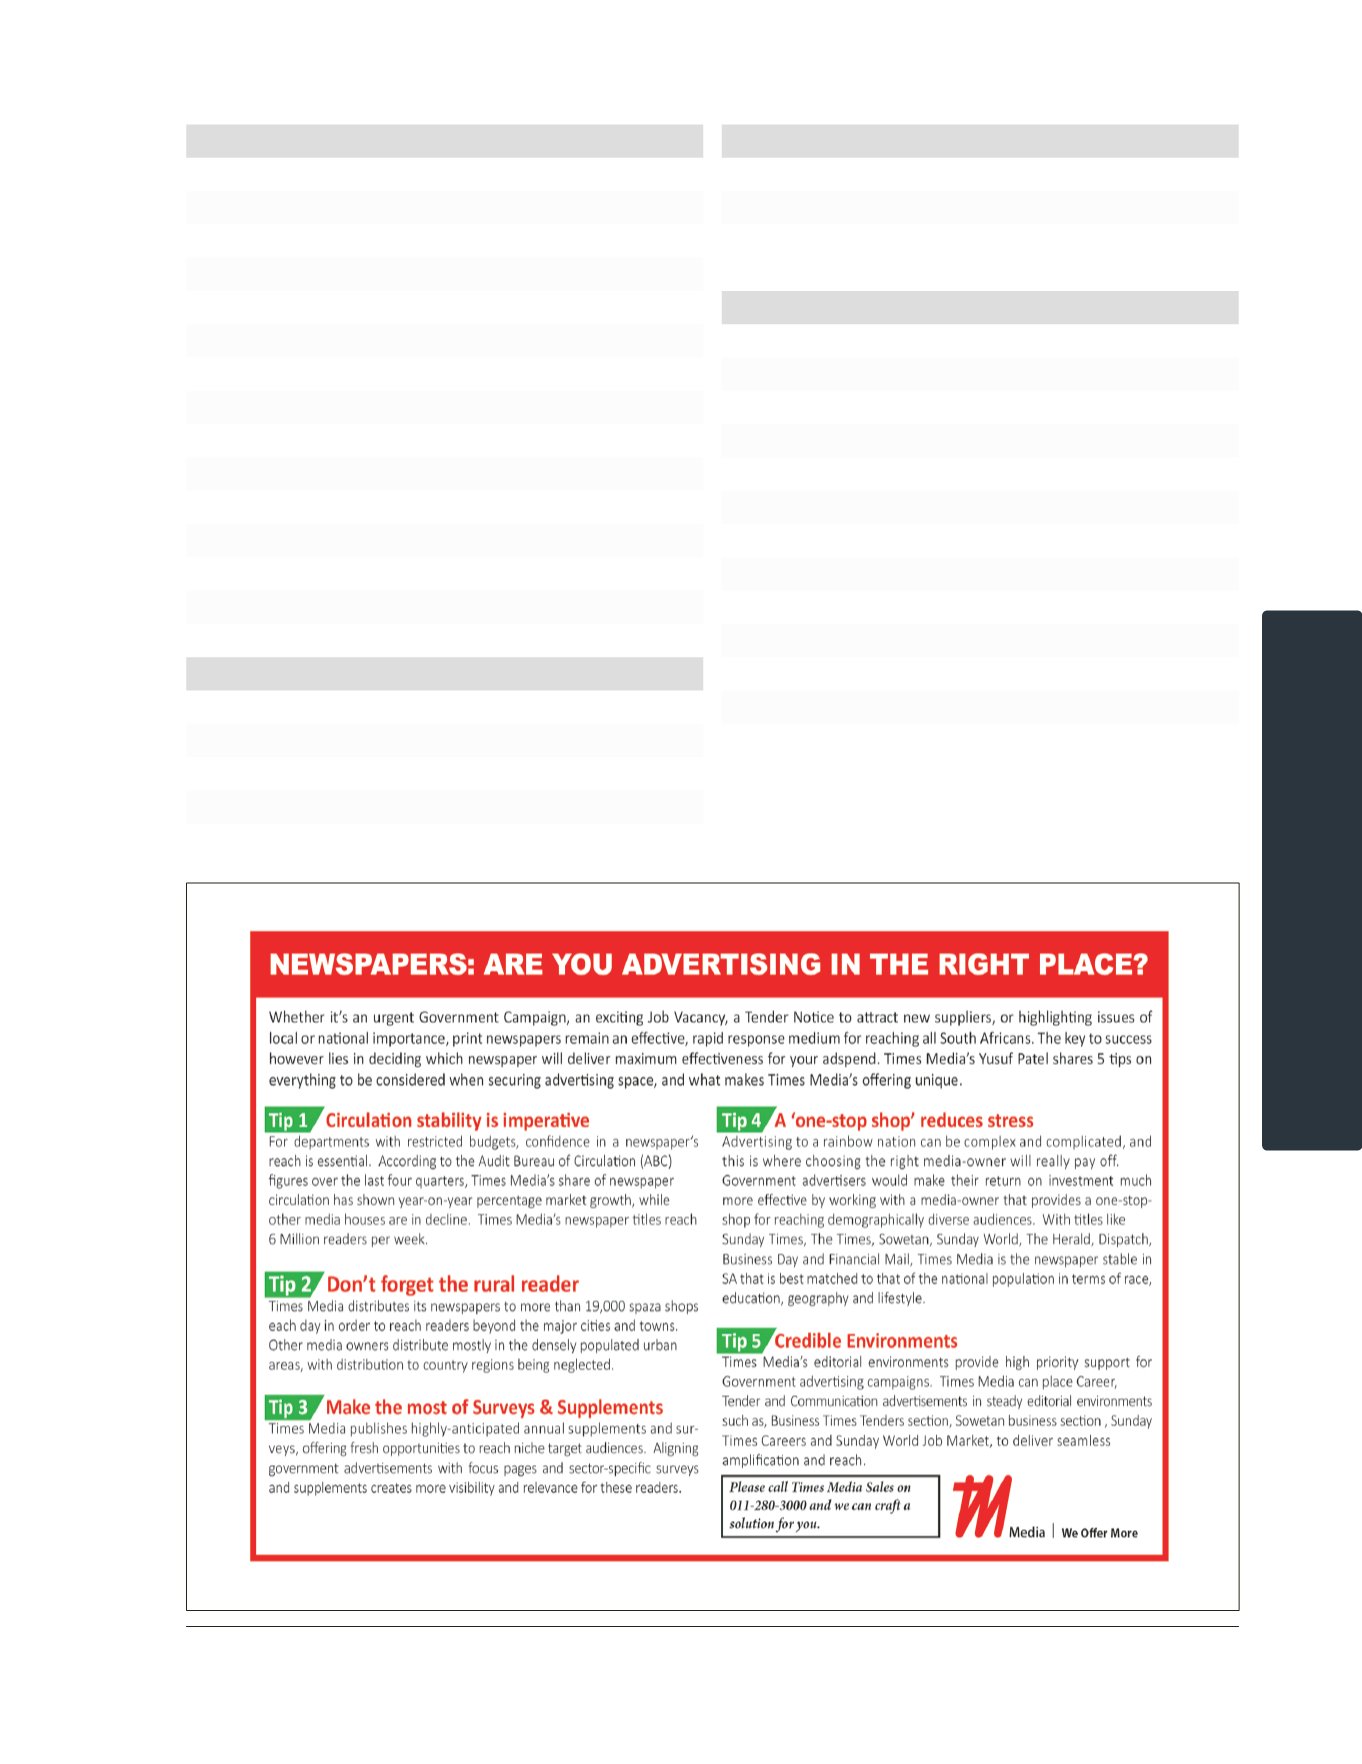 NEWSPAPERS: ARE YOU ADVERTISING IN THE RIGHT PLACE?
Whether it’s an urgent Government Campaign, an exciting Job Vacancy, a Tender Notice to attract new suppliers, or highlighting issues of
local or national importance, print newspapers remain an effective, rapid response medium for reaching all South Africans. The key to success
however lies in deciding which newspaper will deliver maximum effectiveness for your adspend. Times Media’s Yusuf Patel shares 5 tips on
everything to be considered when securing advertising space, and what makes Times Media’s offering unique.
Tip 1 Circulation stability is imperative
For departments with restricted budgets, confidence in a newspaper’s
reach is essential. According to the Audit Bureau of Circulation (ABC)
figures over the last four quarters, Times Media’s share of newspaper
circulation has shown year-on-year percentage market growth, while
other media houses are in decline. Times Media’s newspaper titles reach
6 Million readers per week.
Tip 2 Don’t forget the rural reader
Times Media distributes its newspapers to more than 19,000 spaza shops
each day in order to reach readers beyond the major cities and towns.
Other media owners distribute mostly in the densely populated urban
areas, with distribution to country regions being neglected.
Tip 3 Make the most of Surveys & Supplements
Times Media publishes highly-anticipated annual supplements and sur-
veys, offering fresh opportunities to reach niche target audiences. Aligning
government advertisements with focus pages and sector-specific surveys
and supplements creates more visibility and relevance for these readers.
Tip 4 A ‘one-stop shop’ reduces stress
Advertising to a rainbow nation can be complex and complicated, and
this is where choosing the right media-owner will really pay off.
Government advertisers would make their return on investment much
more effective by working with a media-owner that provides a one-stop-
shop for reaching demographically diverse audiences. With titles like
Sunday Times, The Times, Sowetan, Sunday World, The Herald, Dispatch,
Business Day and Financial Mail, Times Media is the newspaper stable in
SA that is best matched to that of the national population in terms of race,
education, geography and lifestyle.
Tip 5 Credible Environments
Times Media’s editorial environments provide high priority support for
Government advertising campaigns. Times Media can place Career,
Tender and Communication advertisements in steady editorial environments
such as, Business Times Tenders section, Sowetan business section , Sunday
Times Careers and Sunday World Job Market, to deliver seamless
amplification and reach.
Please call Times Media Sales on
011-280-3000 and we can craft a
solution for you.
TM Media | We Offer More